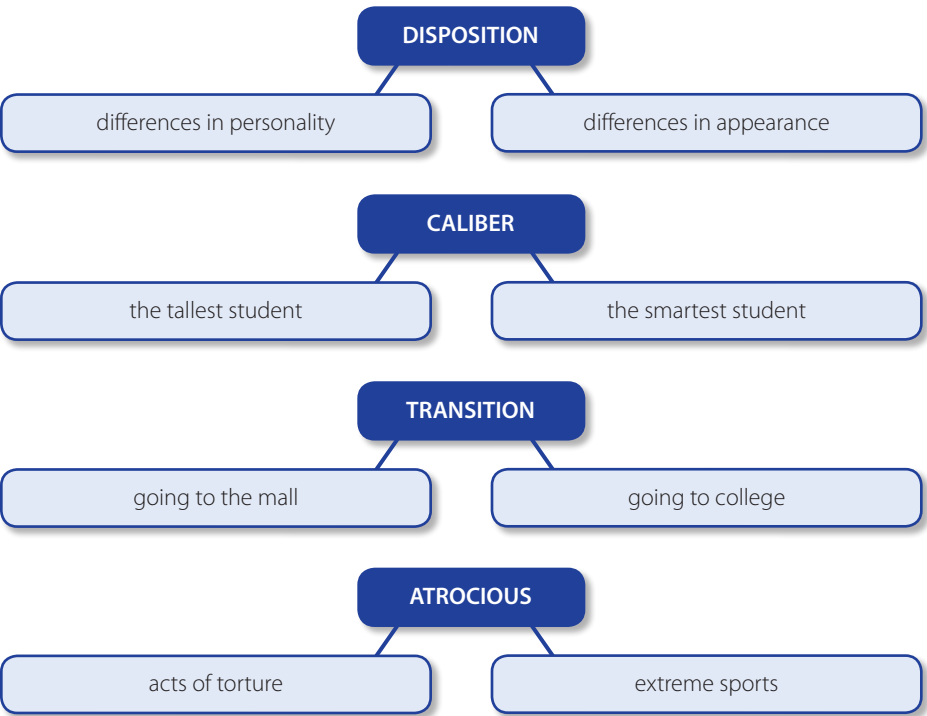 DISPOSITION
differences in personality
differences in appearance
CALIBER
the tallest student
the smartest student
TRANSITION
going to the mall
going to college
ATROCIOUS
acts of torture
extreme sports